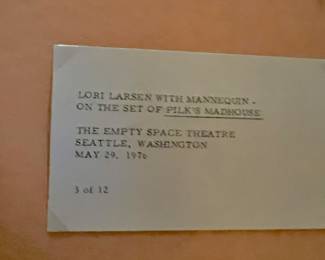 LORI LARSEN WITH MANNEQUIN -
ON THE SET OF PILK'S MADHOUSE
THE EMPTY SPACE THEATRE
SEATTLE, WASHINGTON
MAY 29, 1976
3 of 12